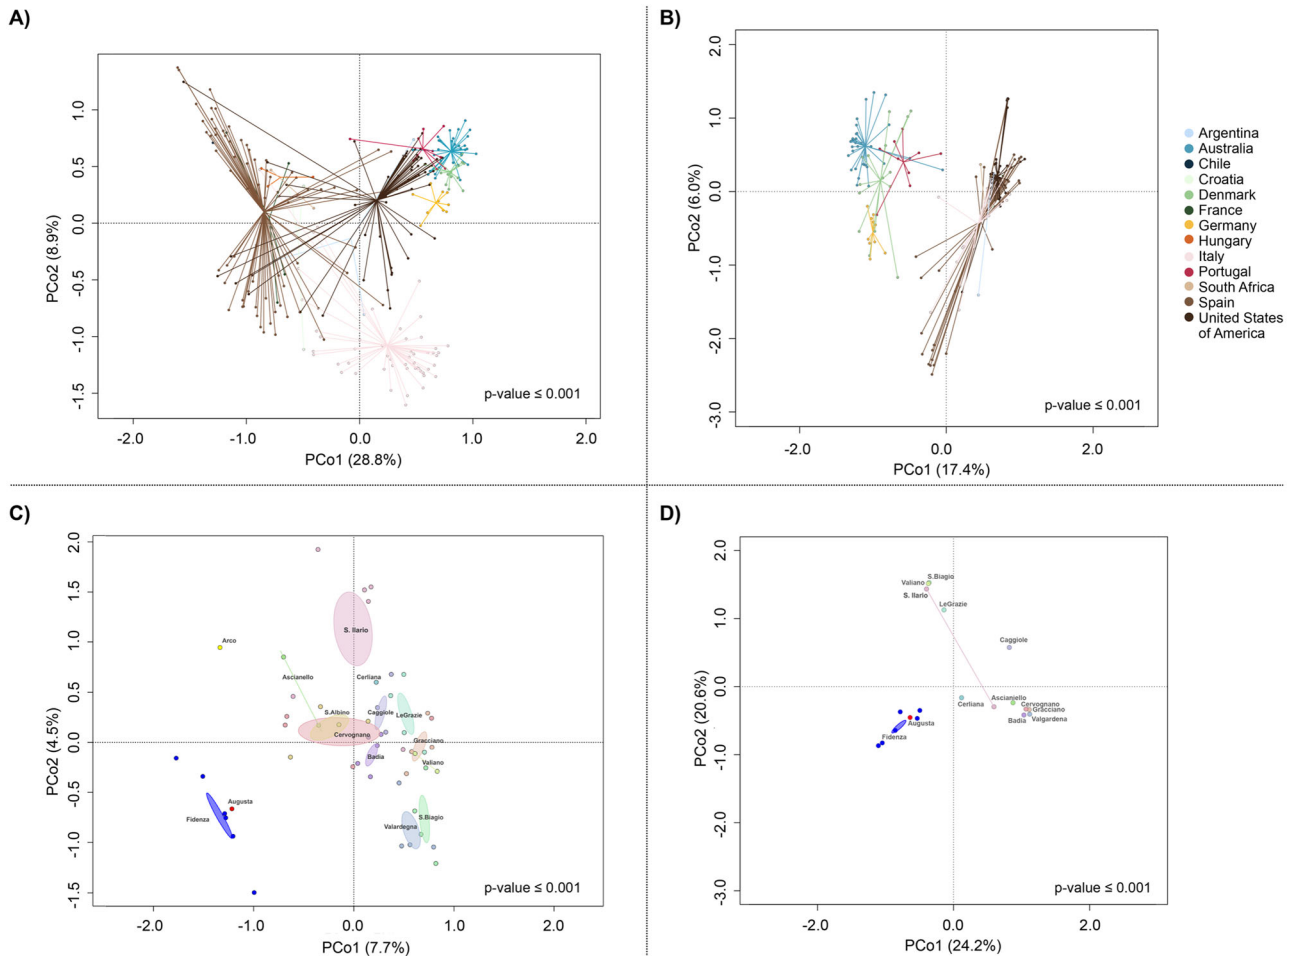 A)
1.0
0.5
0.0
-0.5
-1.0
-1.5
PCo2 (8.9%)
p-value ≤ 0.001
-2.0 -1.0 0.0 1.0 2.0
PCo1 (28.8%)
B)
2.0
1.0
0.0
-1.0
-2.0
-3.0
PCo2 (6.0%)
p-value ≤ 0.001
-2.0 0.0 2.0
PCo1 (17.4%)
Argentina
Australia
Chile
Croatia
Denmark
France
Germany
Hungary
Italy
Portugal
South Africa
Spain
United States
of America
C)
2.0
1.5
1.0
0.5
0.0
-0.5
-1.0
-1.5
PCo2 (4.5%)
S. Ilario
Arco
Ascianello
Cerliana
S.Albino
Caggiole
LeGrazie
Cervognano
Gracciano
Badia
Valiano
Augusta
Fidenza
S.Biagio
Valardegna
p-value ≤ 0.001
-2.0 -1.0 0.0 1.0 2.0
PCo1 (7.7%)
D)
2.0
1.0
0.0
-1.0
-2.0
-3.0
PCo2 (20.6%)
S.Biagio
Valiano
S. Ilario
LeGrazie
Caggiole
Cerliana
Ascianiello
Cervognano
Gracciano
Badia
Valgardena
Augusta
Fidenza
p-value ≤ 0.001
-2.0 0.0 2.0
PCo1 (24.2%)